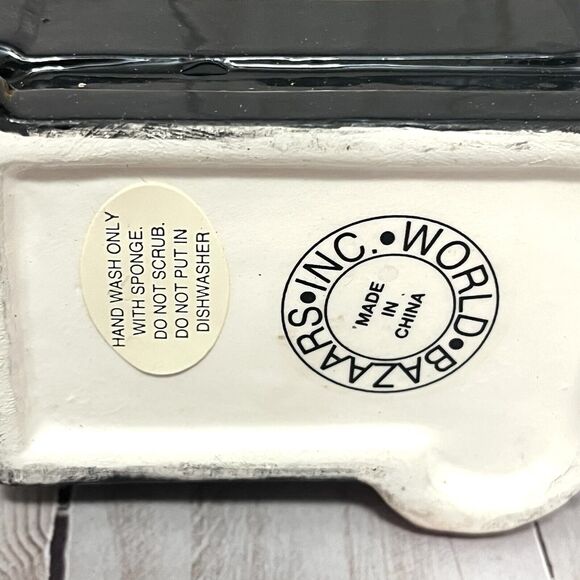 HAND WASH ONLY
WITH SPONGE.
DO NOT SCRUB.
DO NOT PUT IN
DISHWASHER
WORLD•BAZAARS•INC.•
MADE
IN
CHINA